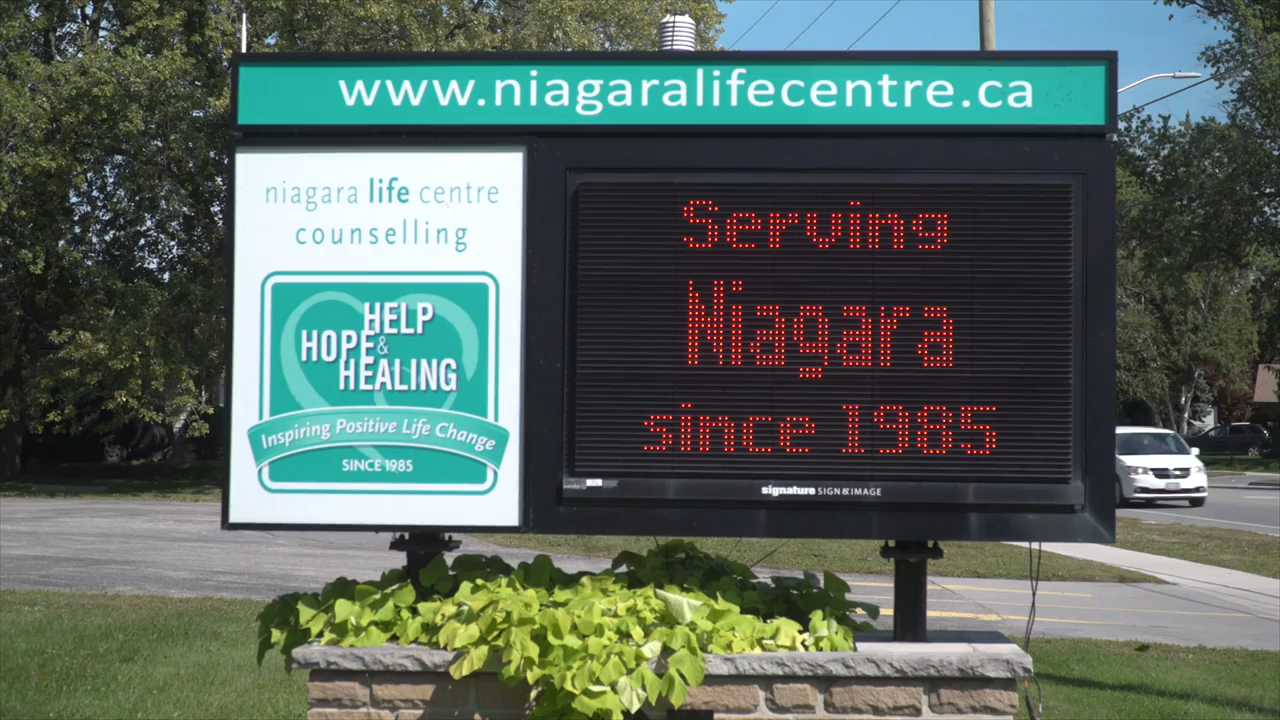 www.niagaralifecentre.ca
niagara life centre
counselling
HELP
HOPE &
HEALING
Inspiring Positive Life Change
SINCE 1985
Serving
Niagara
since 1985
signature SIGN & IMAGE